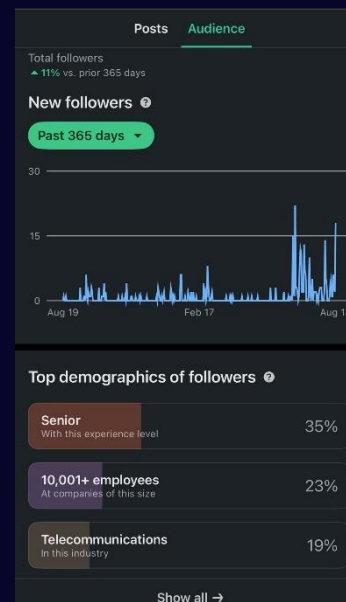 Posts Audience
Total followers
▲ 11% vs. prior 365 days
New followers
Past 365 days
30
15
0
Aug 19 Feb 17 Aug 18
Top demographics of followers
Senior 35%
With this experience level
10,001+ employees 23%
At companies of this size
Telecommunications 19%
In this industry
Show all →